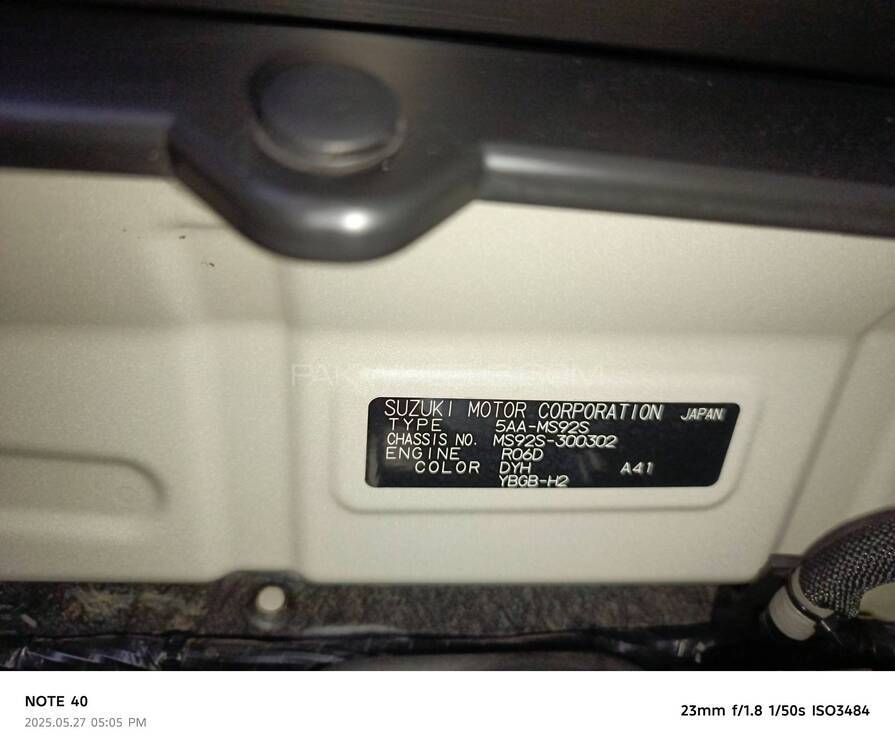 SUZUKI MOTOR CORPORATION JAPAN
TYPE 5AA-MS92S
CHASSIS NO. MS92S-300302
ENGINE R06D
COLOR DYH A41
YBGB-H2
NOTE 40
2025.05.27 05:05 PM
23mm f/1.8 1/50s ISO3484